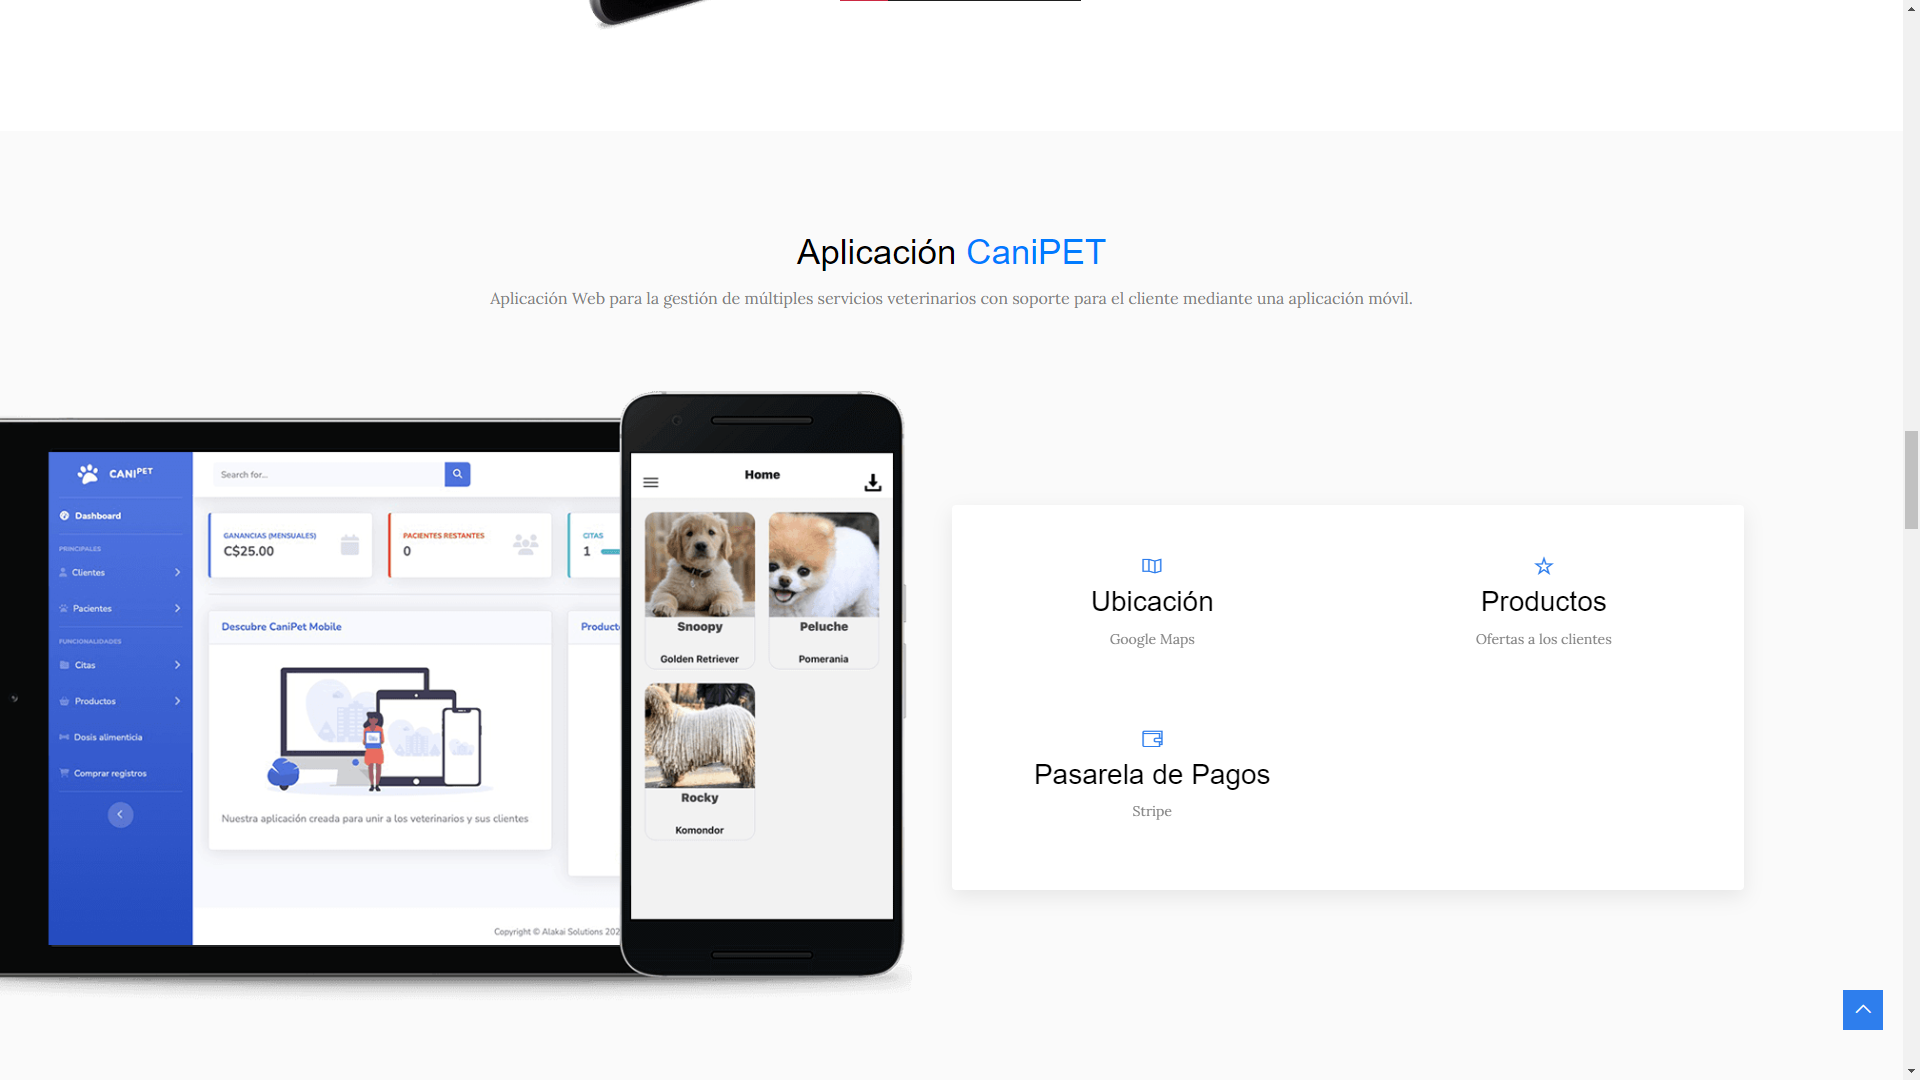 Aplicación CaniPET
Aplicación Web para la gestión de múltiples servicios veterinarios con soporte para el cliente mediante una aplicación móvil.
CANIPET
Search for...
Dashboard
PRINCIPALES
Clientes
Pacientes
FUNCIONALIDADES
Citas
Productos
Dosis alimenticia
Comprar registros
GANANCIAS (MENSUALES)
C$25.00
PACIENTES RESTANTES
0
CITAS
1
Descubre CaniPet Mobile
Product
Nuestra aplicación creada para unir a los veterinarios y sus clientes
Copyright © Alakai Solutions 202
Home
Snoopy
Golden Retriever
Peluche
Pomerania
Rocky
Komondor
Ubicación
Google Maps
Productos
Ofertas a los clientes
Pasarela de Pagos
Stripe